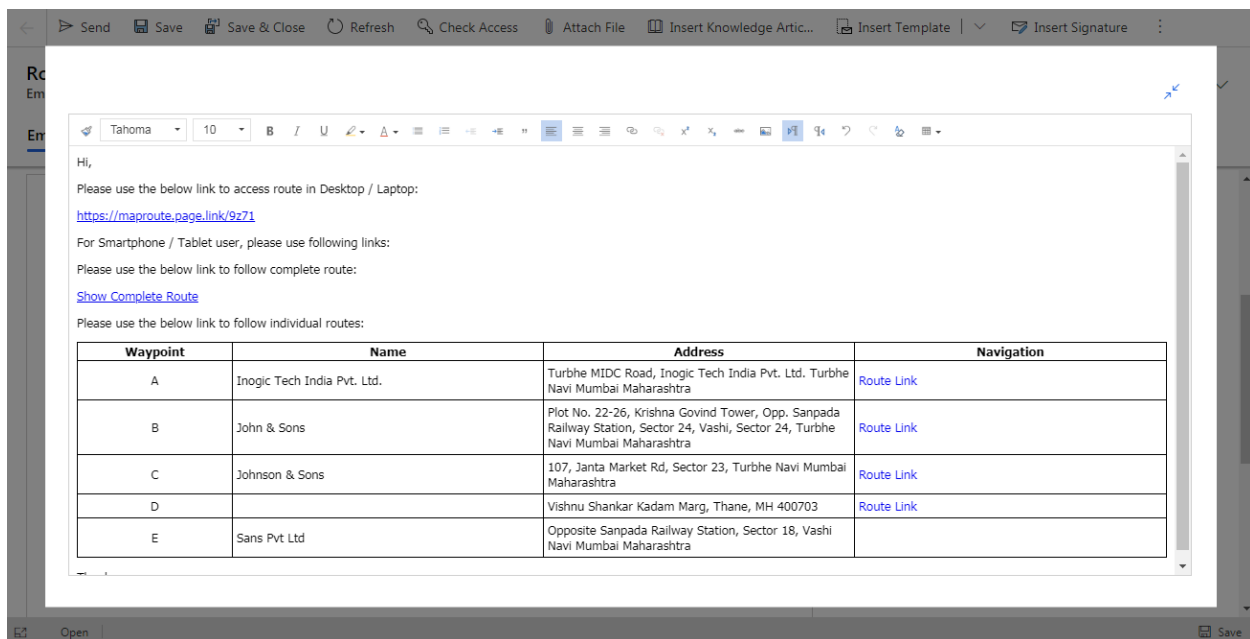 Send Save Save & Close Refresh Check Access Attach File Insert Knowledge Artic... Insert Template Insert Signature
Ro
Em
Em
Tahoma 10 B I U
Hi,
Please use the below link to access route in Desktop / Laptop:
https://maproute.page.link/9z71
For Smartphone / Tablet user, please use following links:
Please use the below link to follow complete route:
Show Complete Route
Please use the below link to follow individual routes:
Waypoint Name Address Navigation
A Inogic Tech India Pvt. Ltd. Turbhe MIDC Road, Inogic Tech India Pvt. Ltd. Turbhe
Navi Mumbai Maharashtra Route Link
B John & Sons Plot No. 22-26, Krishna Govind Tower, Opp. Sanpada
Railway Station, Sector 24, Vashi, Sector 24, Turbhe
Navi Mumbai Maharashtra Route Link
C Johnson & Sons 107, Janta Market Rd, Sector 23, Turbhe Navi Mumbai
Maharashtra Route Link
D Vishnu Shankar Kadam Marg, Thane, MH 400703 Route Link
E Sans Pvt Ltd Opposite Sanpada Railway Station, Sector 18, Vashi
Navi Mumbai Maharashtra
Open Save